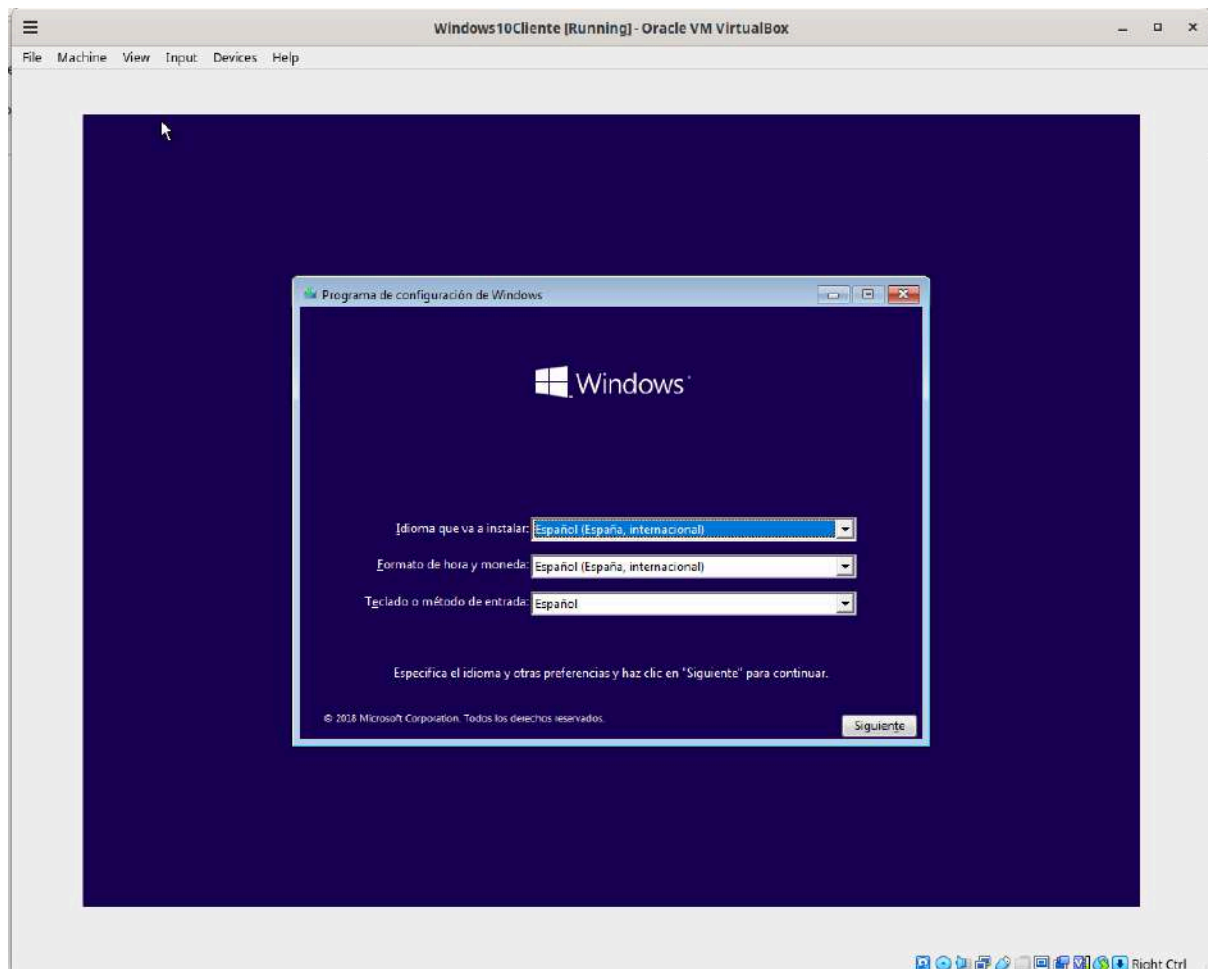 Windows10Cliente [Running] - Oracle VM VirtualBox
File Machine View Input Devices Help
Programa de configuración de Windows
Windows
Idioma que va a instalar: Español (España, internacional)
Formato de hora y moneda: Español (España, internacional)
Teclado o método de entrada: Español
Especifica el idioma y otras preferencias y haz clic en "Siguiente" para continuar.
© 2018 Microsoft Corporation. Todos los derechos reservados.
Siguiente
Right Ctrl